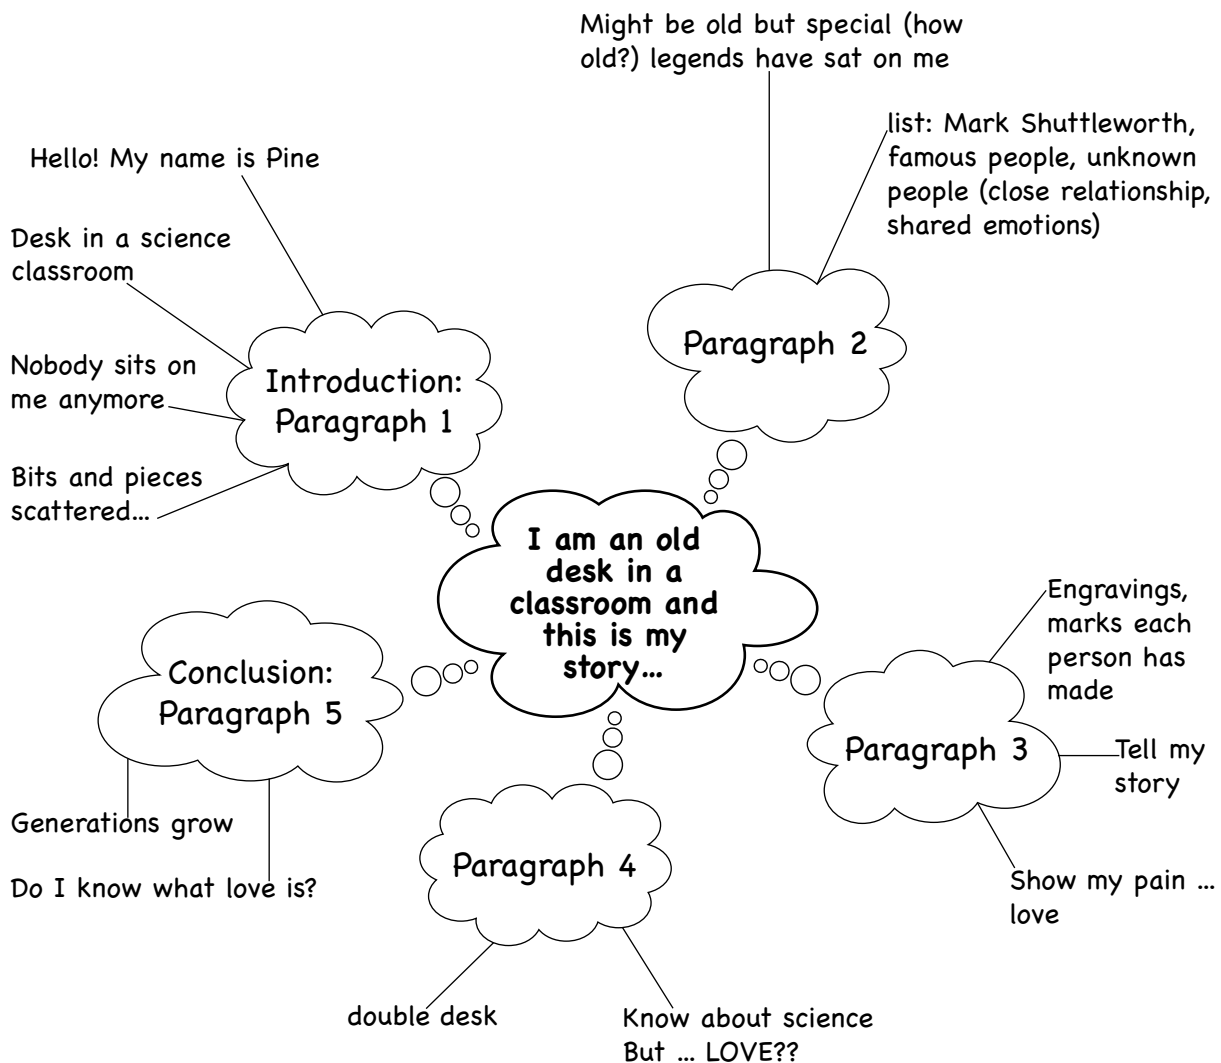 I am an old
desk in a
classroom and
this is my
story...
Introduction:
Paragraph 1
Hello! My name is Pine
Desk in a science
classroom
Nobody sits on
me anymore
Bits and pieces
scattered...
Paragraph 2
Might be old but special (how
old?) legends have sat on me
list: Mark Shuttleworth,
famous people, unknown
people (close relationship,
shared emotions)
Paragraph 3
Engravings,
marks each
person has
made
Tell my
story
Show my pain ...
love
Paragraph 4
double desk
Know about science
But ... LOVE??
Conclusion:
Paragraph 5
Generations grow
Do I know what love is?